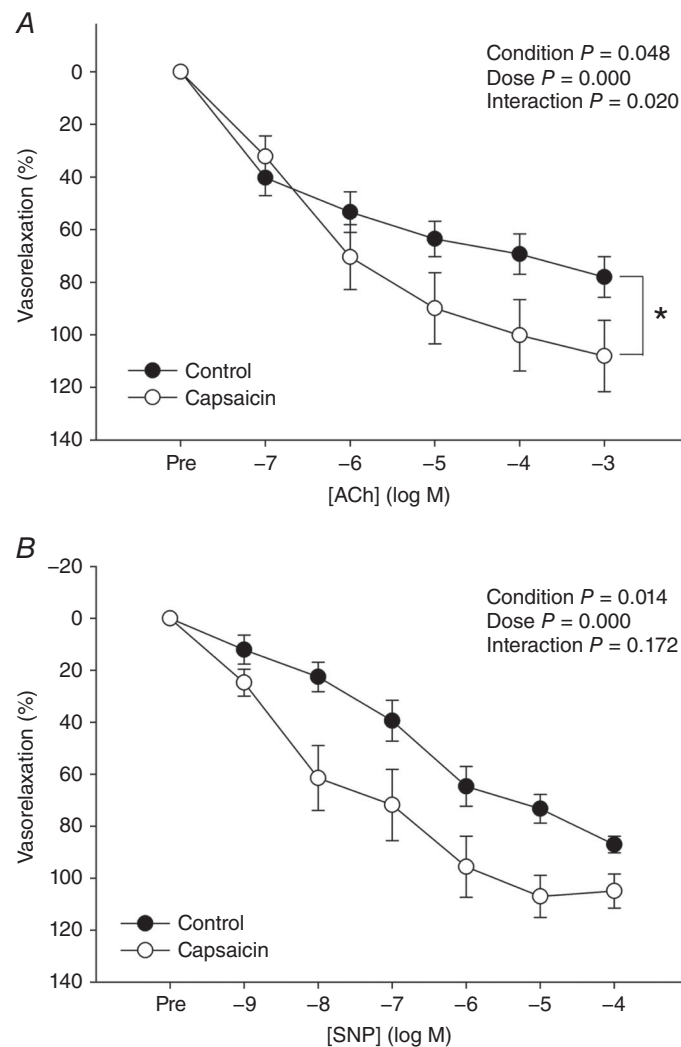 A
Condition P = 0.048
Dose P = 0.000
Interaction P = 0.020
0
20
40
60
80
100
120
140
Vasorelaxation (%)
*
Control
Capsaicin
Pre –7 –6 –5 –4 –3
[ACh] (log M)
B
Condition P = 0.014
Dose P = 0.000
Interaction P = 0.172
–20
0
20
40
60
80
100
120
140
Vasorelaxation (%)
Control
Capsaicin
Pre –9 –8 –7 –6 –5 –4
[SNP] (log M)